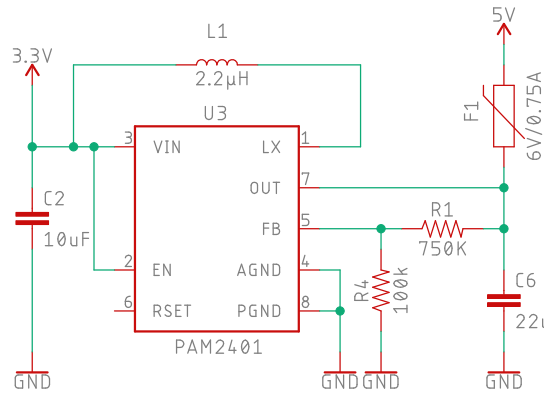 5V
L1
3.3V
2.2µH
F1
6V/0.75A
U3
3
VIN
LX
1
OUT
7
C2
10uF
FB
5
R1
750K
2
EN
AGND
4
R4
100k
C6
22u
6
RSET
PGND
8
PAM2401
GND
GND
GND
GND